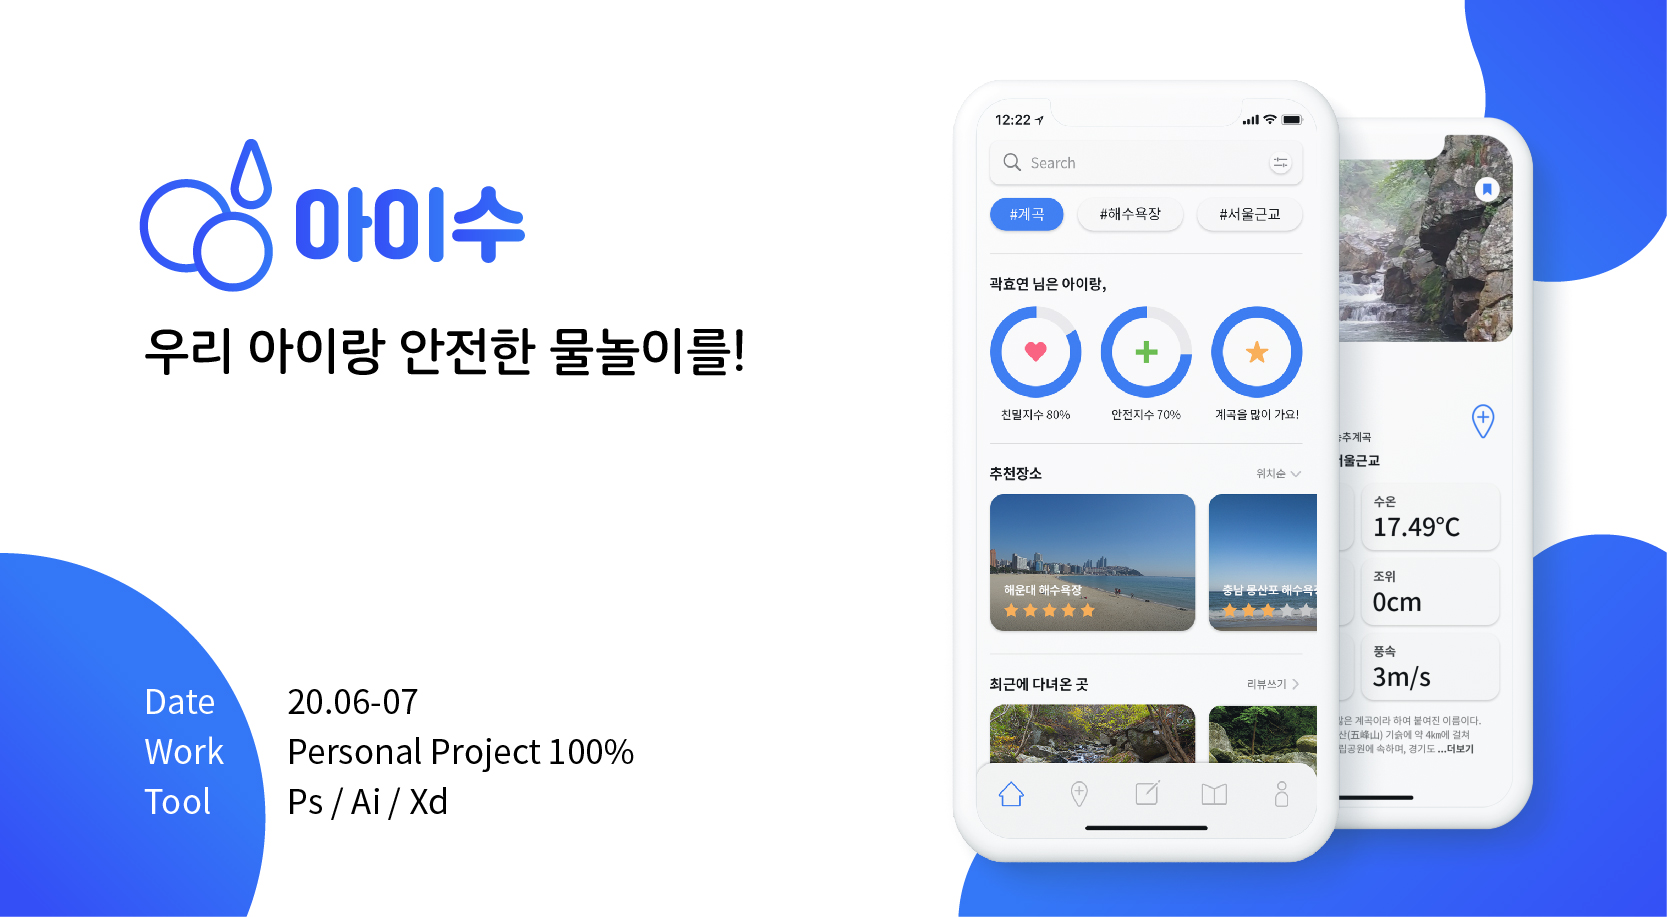 아이수
우리 아이랑 안전한 물놀이를!
Date 20.06-07
Work Personal Project 100%
Tool Ps / Ai / Xd
12:22
Search
#계곡 #해수욕장 #서울근교
곽효연 님은 아이랑,
친밀지수 80% 안전지수 70% 계곡을 많이 가요!
추천장소 위치순
해운대 해수욕장 충남 몽산포 해수욕장
최근에 다녀온 곳 리뷰쓰기
추계곡
서울근교
수온
17.49℃
조위
0cm
풍속
3m/s
많은 계곡이라 하여 붙여진 이름이다.
산(五峰山) 기슭에 약 4km에 걸쳐
립공원에 속하며, 경기도 ...더보기